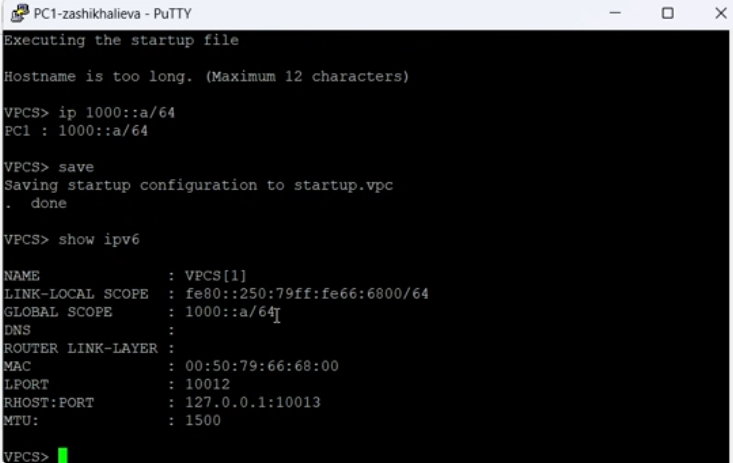 PC1-zashikhalieva - PuTTY
Executing the startup file
Hostname is too long. (Maximum 12 characters)
VPCS> ip 1000::a/64
PC1 : 1000::a/64
VPCS> save
Saving startup configuration to startup.vpc
.  done
VPCS> show ipv6
NAME              : VPCS[1]
LINK-LOCAL SCOPE  : fe80::250:79ff:fe66:6800/64
GLOBAL SCOPE      : 1000::a/64
DNS               :
ROUTER LINK-LAYER :
MAC               : 00:50:79:66:68:00
LPORT             : 10012
RHOST:PORT        : 127.0.0.1:10013
MTU:              : 1500
VPCS>